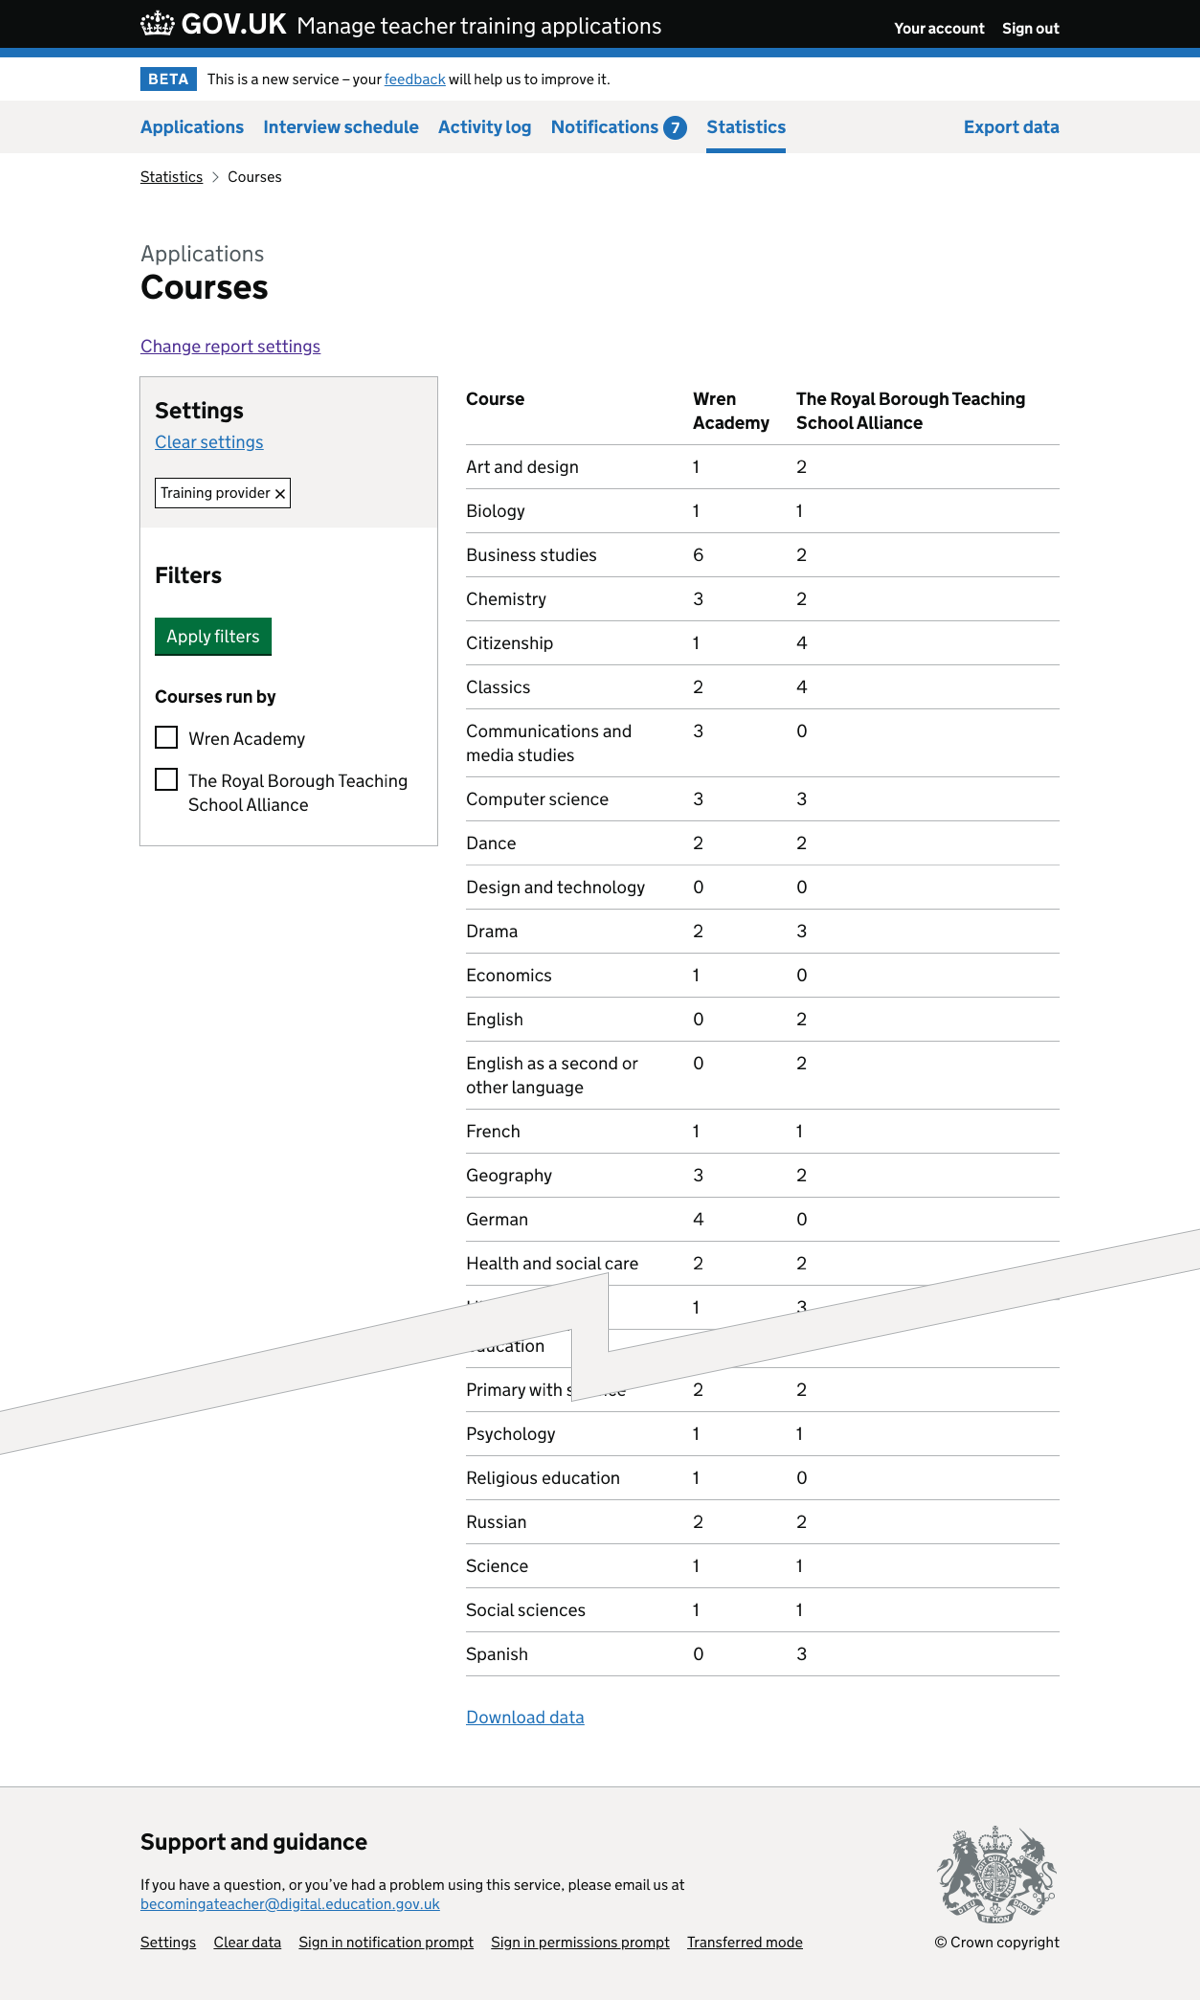 GOV.UK Manage teacher training applications Your account Sign out
BETA This is a new service – your feedback will help us to improve it.
Applications Interview schedule Activity log Notifications 7 Statistics Export data
Statistics > Courses
Applications
Courses
Change report settings
Settings
Clear settings
Training provider ×
Filters
Apply filters
Courses run by
Wren Academy
The Royal Borough Teaching
School Alliance
Course Wren The Royal Borough Teaching
Academy School Alliance
Art and design 1 2
Biology 1 1
Business studies 6 2
Chemistry 3 2
Citizenship 1 4
Classics 2 4
Communications and 3 0
media studies
Computer science 3 3
Dance 2 2
Design and technology 0 0
Drama 2 3
Economics 1 0
English 0 2
English as a second or 0 2
other language
French 1 1
Geography 3 2
German 4 0
Health and social care 2 2
1 3
education
Primary with science 2 2
Psychology 1 1
Religious education 1 0
Russian 2 2
Science 1 1
Social sciences 1 1
Spanish 0 3
Download data
Support and guidance
If you have a question, or you’ve had a problem using this service, please email us at
becomingateacher@digital.education.gov.uk
Settings Clear data Sign in notification prompt Sign in permissions prompt Transferred mode
© Crown copyright